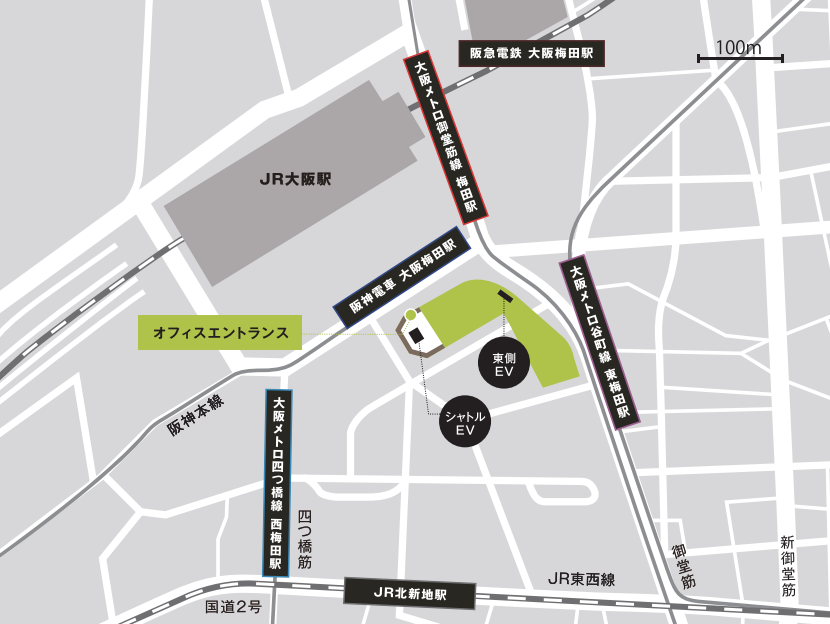 阪急電鉄 大阪梅田駅
100m
大阪メトロ御堂筋線 梅田駅
JR大阪駅
阪神電車 大阪梅田駅
オフィスエントランス
大阪メトロ谷町線 東梅田駅
東側
EV
シャトル
EV
阪神本線
大阪メトロ四つ橋線 西梅田駅
四つ橋筋
御堂筋
新御堂筋
JR東西線
JR北新地駅
国道2号